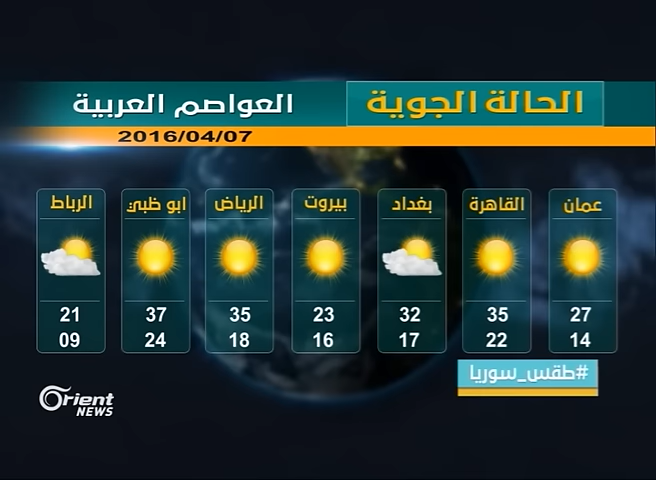 الحالة الجوية
العواصم العربية
2016/04/07
عمان
27
14
القاهرة
35
22
بغداد
32
17
بيروت
23
16
الرياض
35
18
ابو ظبي
37
24
الرباط
21
09
#طقس_سوريا
Orient
NEWS